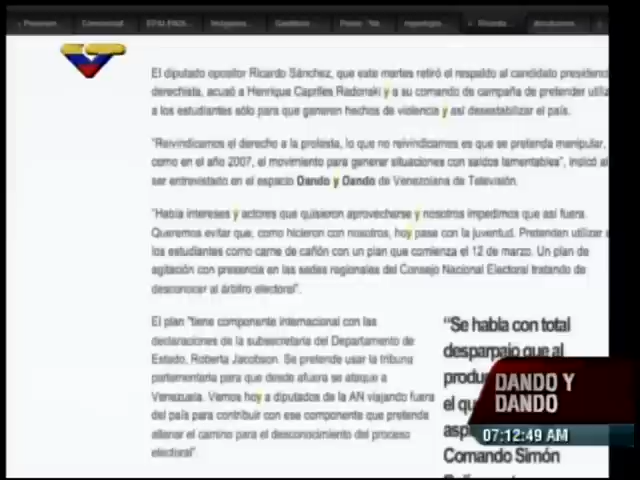 El diputado opositor Ricardo Sánchez, que este martes retiró el respaldo al candidato presidenc
derechista, acusó a Henrique Capriles Radonski y a su comando de campaña de pretender utiliz
a los estudiantes sólo para que generen hechos de violencia y así desestabilizar el país.
"Reivindicamos el derecho a la protesta, lo que no reivindicamos es que se pretenda manipular,
como en el año 2007, el movimiento para generar situaciones con saldos lamentables", indicó al
ser entrevistado en el espacio Dando y Dando de Venezolana de Televisión.
"Había intereses y actores que quisieron aprovecharse y nosotros impedimos que así fuera.
Queremos evitar que, como hicieron con nosotros, hoy pase con la juventud. Pretenden utilizar a
los estudiantes como carne de cañón con un plan que comienza el 12 de marzo. Un plan de
agitación con presencia en las sedes regionales del Consejo Nacional Electoral tratando de
desconocer al árbitro electoral".
El plan "tiene componente internacional con las
declaraciones de la subsecretaria del Departamento de
Estado, Roberta Jacobson. Se pretende usar la tribuna
parlamentaria para que desde afuera se ataque a
Venezuela. Vemos hoy a diputados de la AN viajando fuera
del país para contribuir con ese componente que pretende
allanar el camino para el desconocimiento del proceso
electoral".
"Se habla con total
desparpajo que al
produ
el qu
asp
Comando Simón
DANDO Y
DANDO
07:12:49 AM